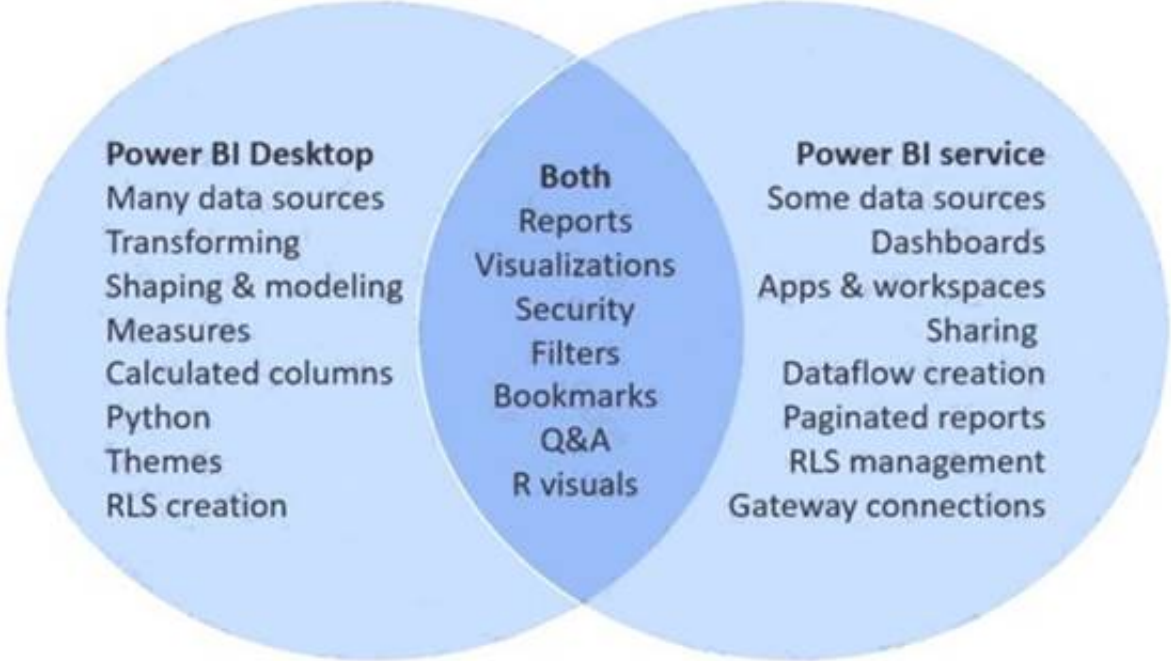 Power BI Desktop
Many data sources
Transforming
Shaping & modeling
Measures
Calculated columns
Python
Themes
RLS creation
Both
Reports
Visualizations
Security
Filters
Bookmarks
Q&A
R visuals
Power BI service
Some data sources
Dashboards
Apps & workspaces
Sharing
Dataflow creation
Paginated reports
RLS management
Gateway connections